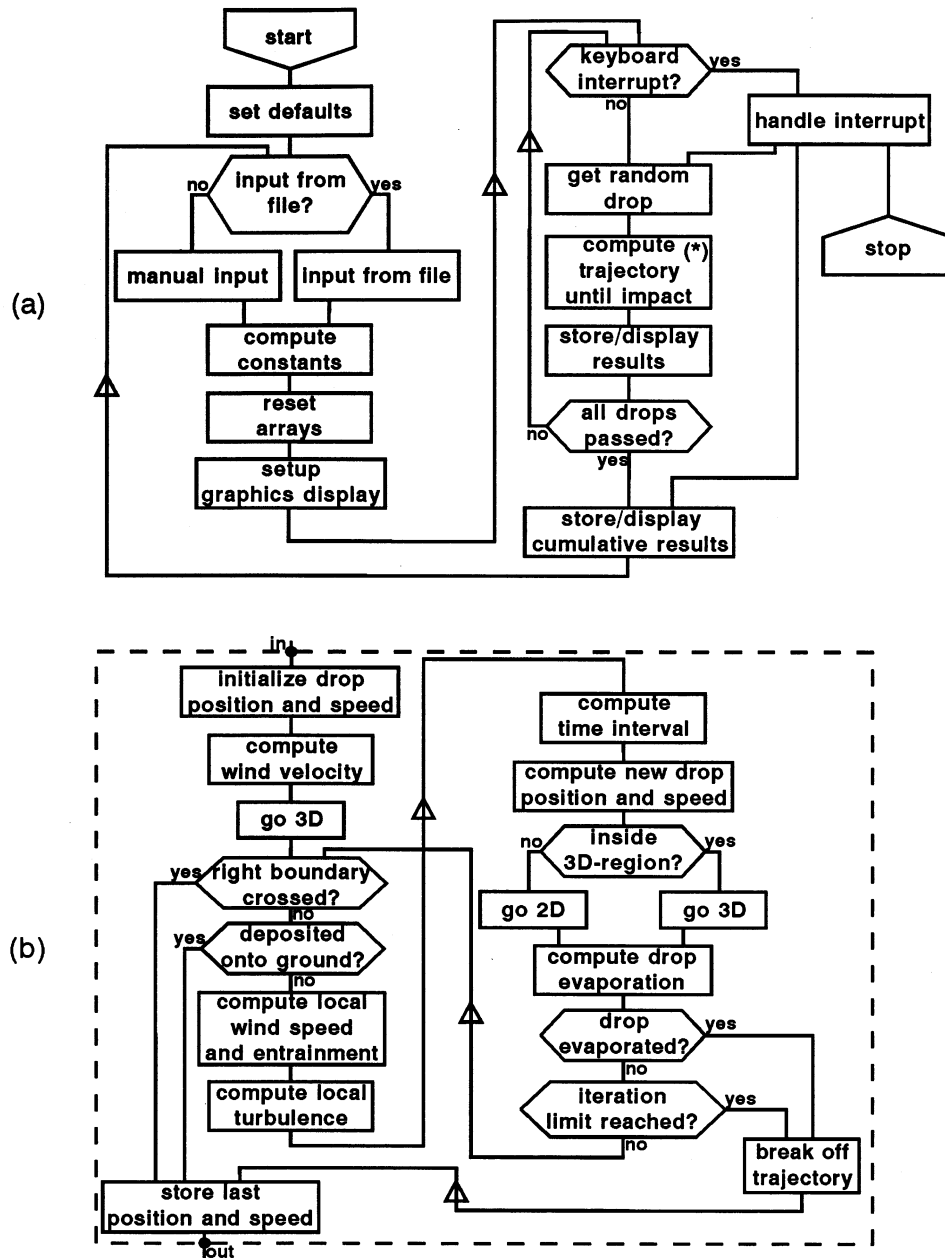 (a)
start
set defaults
input from
file?
no
yes
manual input
input from file
compute
constants
reset
arrays
setup
graphics display
keyboard
interrupt?
yes
no
handle interrupt
get random
drop
compute (*)
trajectory
until impact
store/display
results
all drops
passed?
no
yes
store/display
cumulative results
stop
(b)
in
initialize drop
position and speed
compute
wind velocity
go 3D
right boundary
crossed?
yes
no
deposited
onto ground?
yes
no
compute local
wind speed
and entrainment
compute local
turbulence
store last
position and speed
out
compute
time interval
compute new drop
position and speed
inside
3D-region?
no
yes
go 2D
go 3D
compute drop
evaporation
drop
evaporated?
yes
no
iteration
limit reached?
yes
no
break off
trajectory